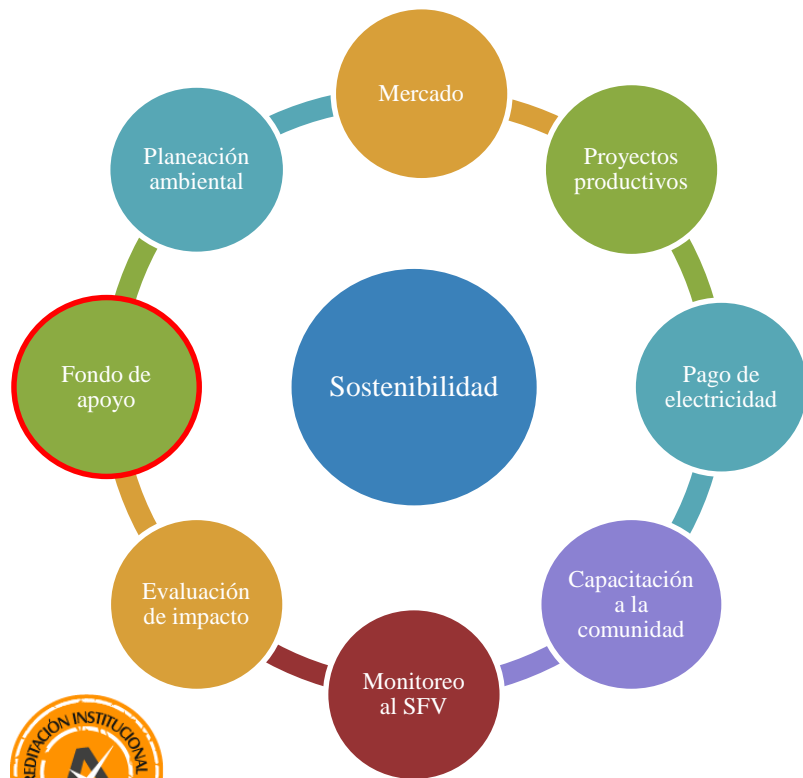 Mercado
Proyectos
productivos
Pago de
electricidad
Capacitación
a la
comunidad
Monitoreo
al SFV
Evaluación
de impacto
Fondo de
apoyo
Planeación
ambiental
Sostenibilidad
INSTITUCIONAL